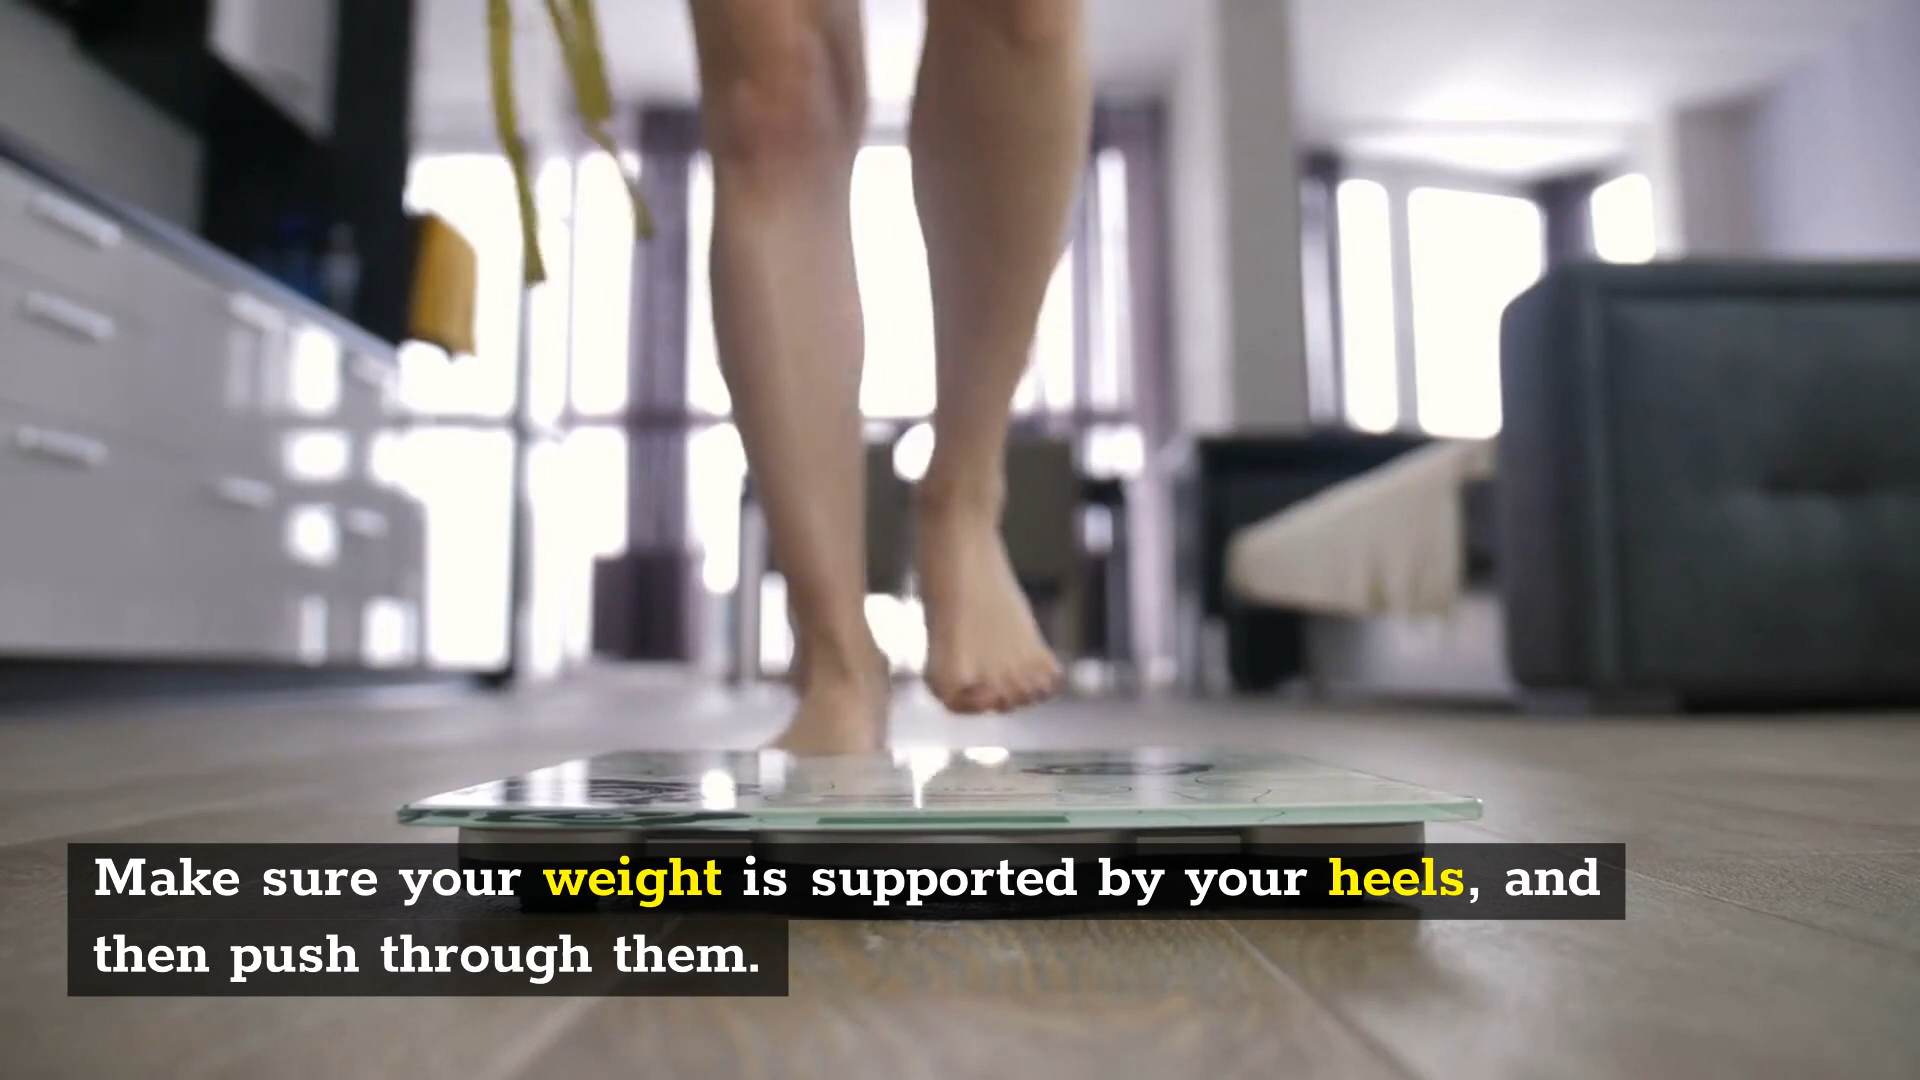 Make sure your weight is supported by your heels, and
then push through them.